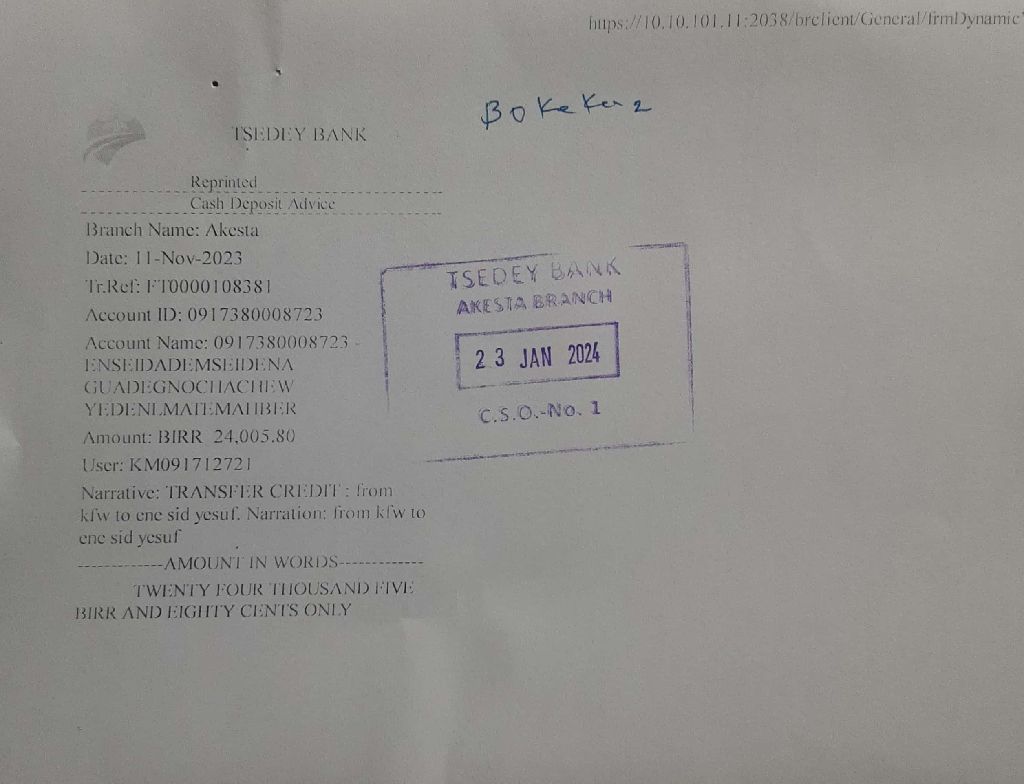 https://10.10.101.11:2038/brclient/General/frmDynamic
TSEDEY BANK
Reprinted
Cash Deposit Advice
Branch Name: Akesta
Date: 11-Nov-2023
Tr.Ref: FT0000108381
Account ID: 0917380008723
Account Name: 0917380008723 -
ENSEIDADEMSEIDENA
GUADEGNOCHACHEW
YEDENLMATEMAHBER
Amount: BIRR 24,005.80
User: KM091712721
Narrative: TRANSFER CREDIT : from
kfw to ene sid yesuf. Narration: from kfw to
ene sid yesuf
-------------AMOUNT IN WORDS-------------
TWENTY FOUR THOUSAND FIVE
BIRR AND EIGHTY CENTS ONLY
TSEDEY BANK
AKESTA BRANCH
23 JAN 2024
C.S.O.-No. 1